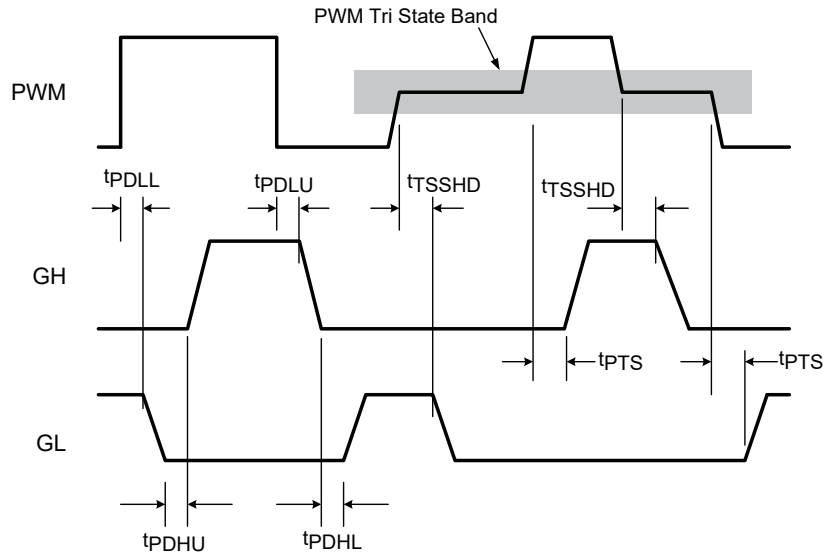 PWM Tri State Band
PWM
tPDLL
tPDLU
tTSSHD
tTSSHD
GH
tPTS
tPTS
GL
tPDHU
tPDHL